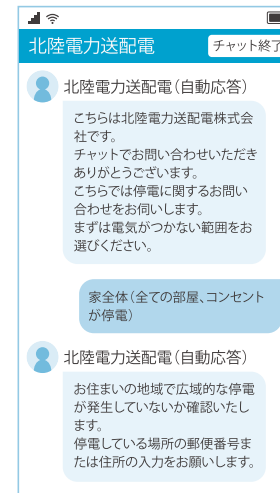 北陸電力送配電
チャット終了
北陸電力送配電(自動応答)
こちらは北陸電力送配電株式会
社です。
チャットでお問い合わせいただき
ありがとうございます。
こちらでは停電に関するお問い
合わせをお伺いします。
まずは電気がつかない範囲をお
選びください。
家全体(全ての部屋、コンセント
が停電)
北陸電力送配電(自動応答)
お住まいの地域で広域的な停電
が発生していないか確認いたし
ます。
停電している場所の郵便番号ま
たは住所の入力をお願いします。